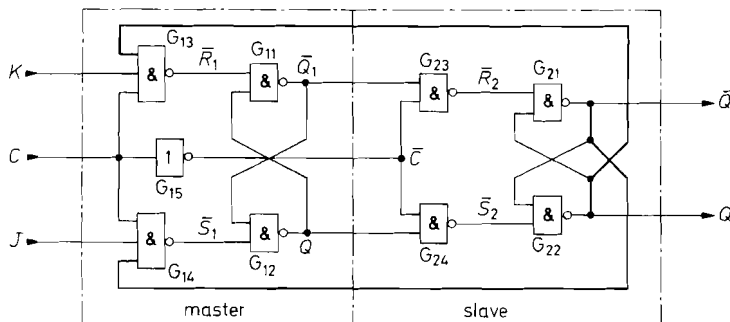 G₁₃
K
&
R̄₁
G₁₁
&
Q̄₁
G₂₃
&
R̄₂
G₂₁
&
Q̄
C
1
G₁₅
C̄
J
&
G₁₄
S̄₁
&
G₁₂
Q
&
G₂₄
S̄₂
&
G₂₂
Q
master
slave